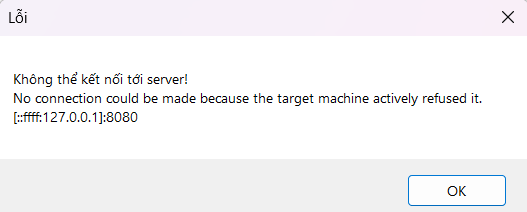 Lỗi
Không thể kết nối tới server!
No connection could be made because the target machine actively refused it.
[::ffff:127.0.0.1]:8080
OK